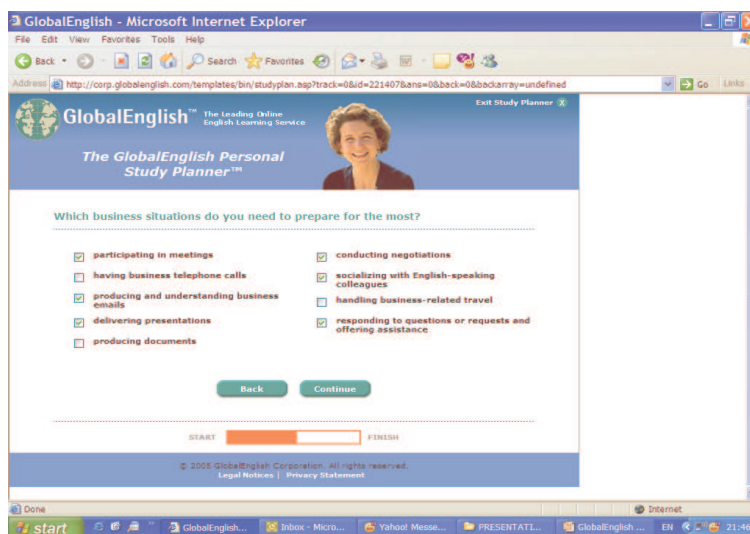 GlobalEnglish - Microsoft Internet Explorer
File Edit View Favorites Tools Help
Back Search Favorites
Address http://corp.globalenglish.com/templates/bin/studyplan.asp?track=0&id=221407&ans=0&back=0&backarray=undefined Go Links
Exit Study Planner X
GlobalEnglish™ The Leading Online
English Learning Service
The GlobalEnglish Personal
Study Planner™
Which business situations do you need to prepare for the most?
participating in meetings
having business telephone calls
producing and understanding business
emails
delivering presentations
producing documents
conducting negotiations
socializing with English-speaking
colleagues
handling business-related travel
responding to questions or requests and
offering assistance
Back Continue
START FINISH
© 2005 GlobalEnglish Corporation. All rights reserved.
Legal Notices | Privacy Statement
Done Internet
start GlobalEnglish... Inbox - Micro... Yahoo! Messe... PRESENTATI... GlobalEnglish ... EN 21:46